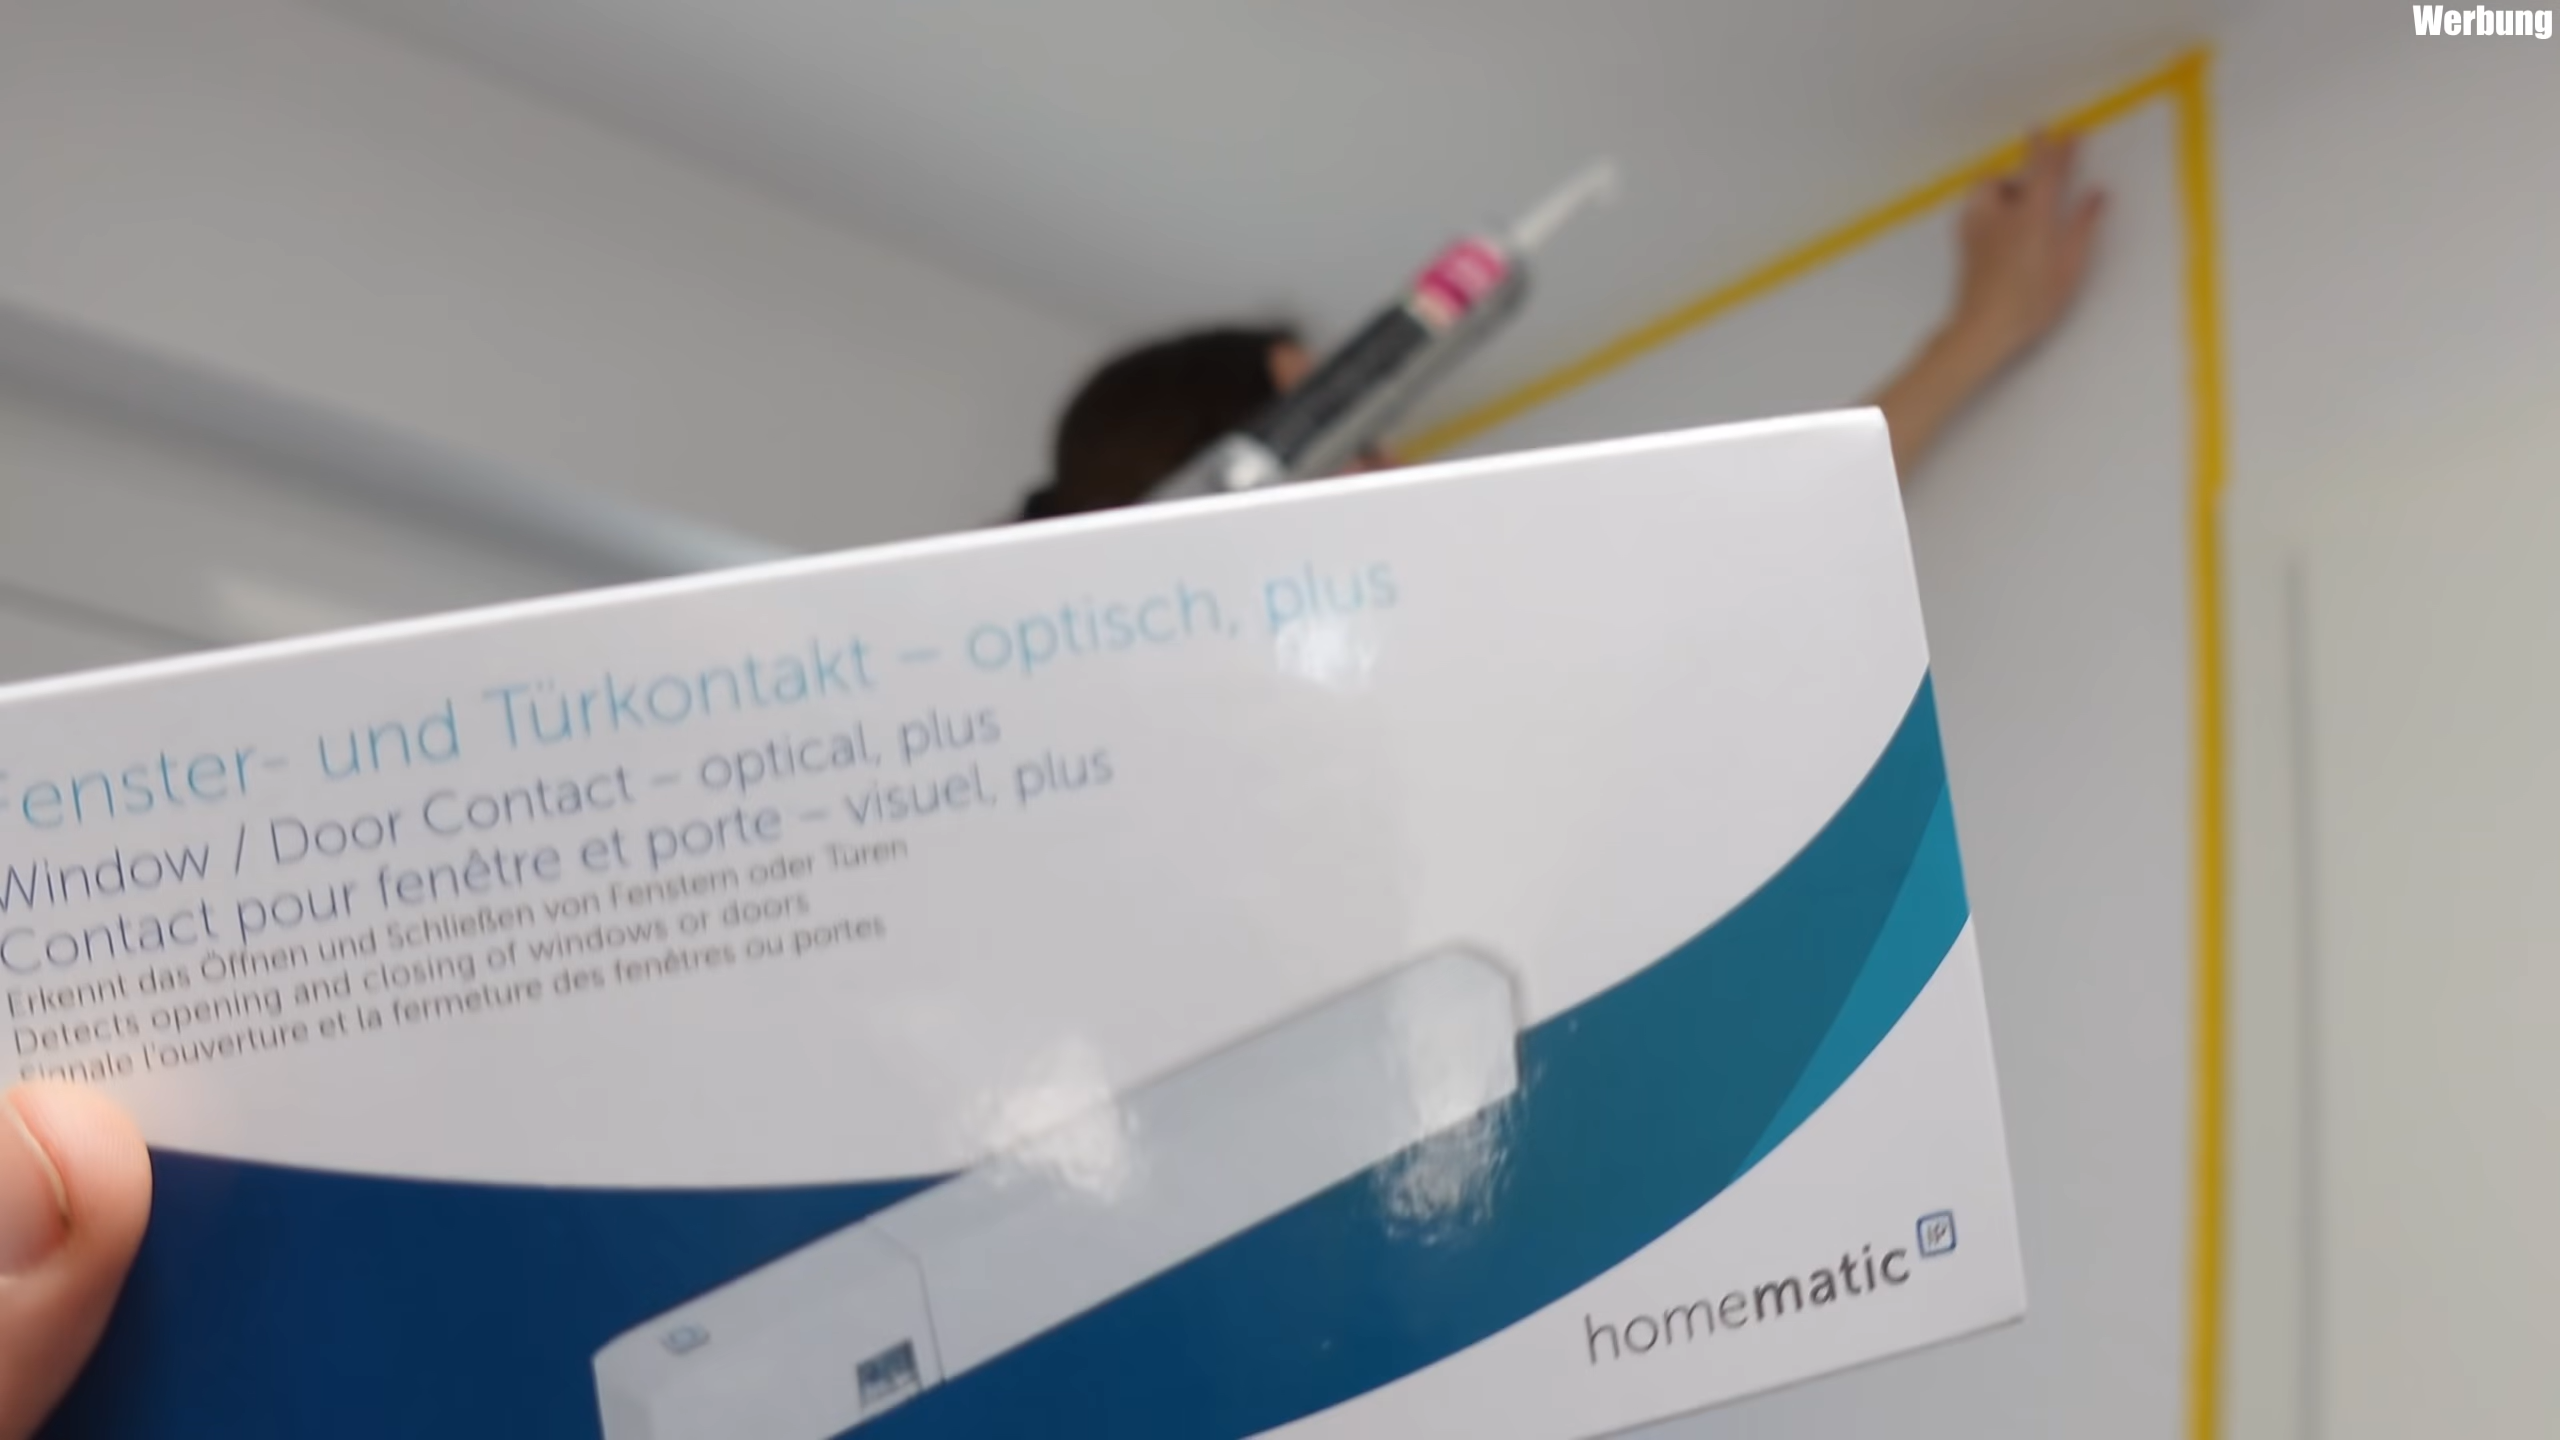 Werbung
Fenster- und Türkontakt – optisch, plus
Window / Door Contact – optical, plus
Contact pour fenêtre et porte – visuel, plus
Erkennt das Öffnen und Schließen von Fenstern oder Türen
Detects opening and closing of windows or doors
Signale l'ouverture et la fermeture des fenêtres ou portes
homematic IP